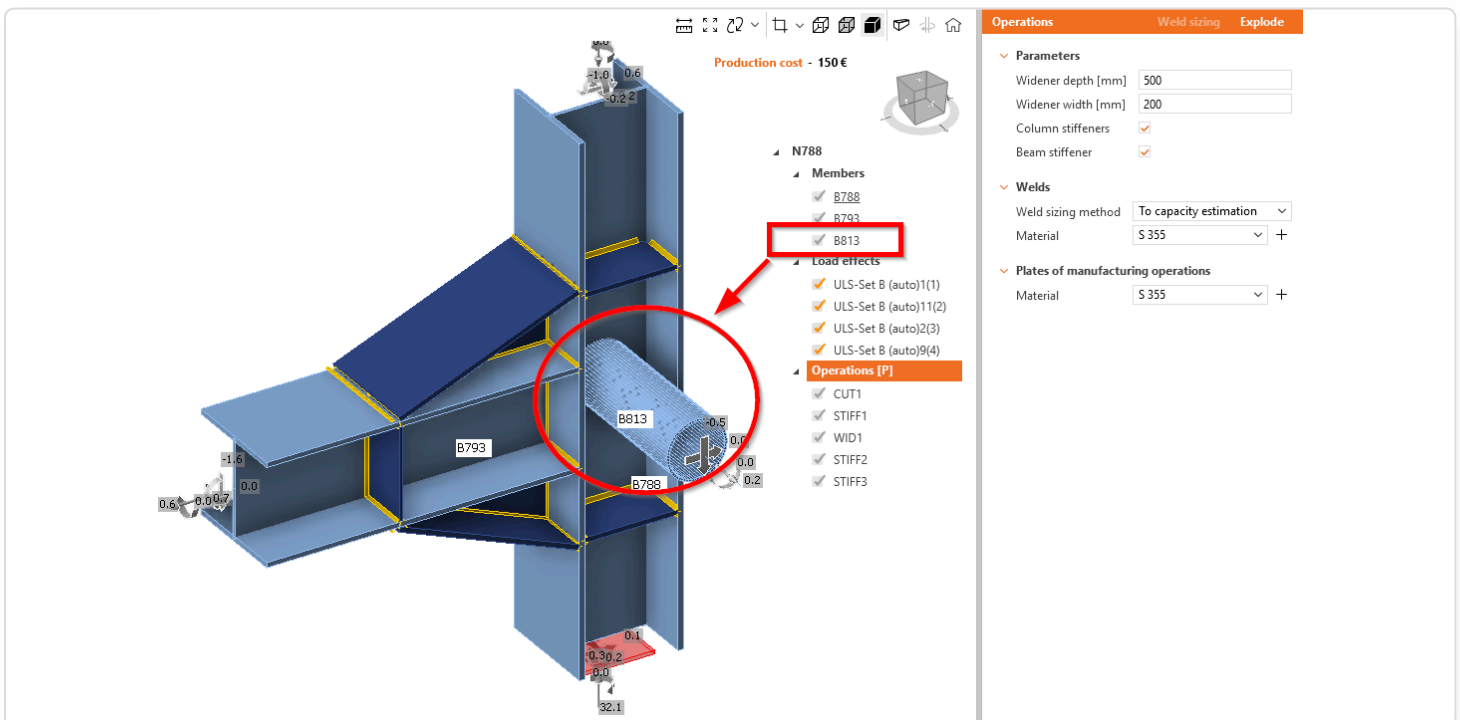 Operations Weld sizing Explode
Production cost - 150 €
Parameters
Widener depth [mm] 500
Widener width [mm] 200
Column stiffeners
Beam stiffener
Welds
Weld sizing method To capacity estimation
Material S 355
Plates of manufacturing operations
Material S 355
N788
Members
B788
B793
B813
Load effects
ULS-Set B (auto)1(1)
ULS-Set B (auto)11(2)
ULS-Set B (auto)2(3)
ULS-Set B (auto)9(4)
Operations [P]
CUT1
STIFF1
WID1
STIFF2
STIFF3
0.0
-1.0 0.6
-0.2
B813
-0.5
0.0
B793
-1.6
0.0
0.2
B788
0.0
0.6 0.0 0.7
0.1
0.3 0.2
0.0
32.1